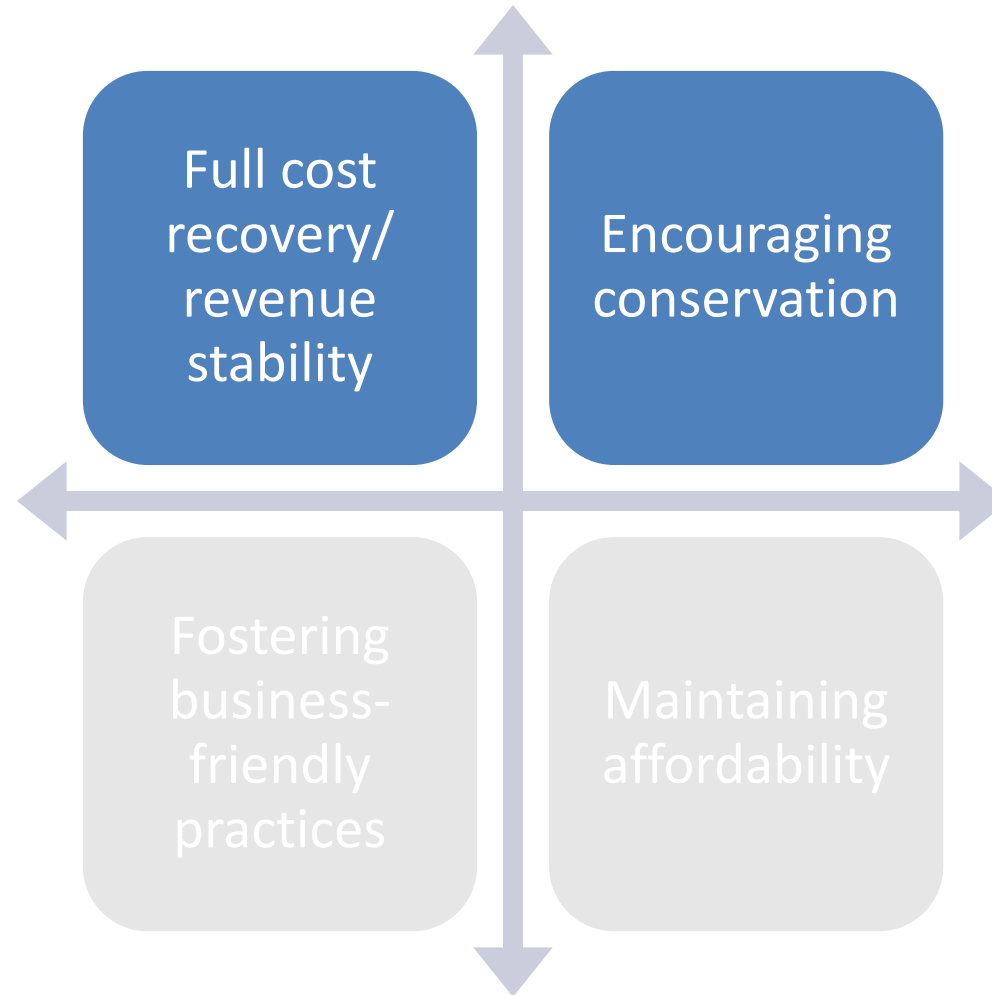 Full cost
recovery/
revenue
stability
Encouraging
conservation
Fostering
business-
friendly
practices
Maintaining
affordability